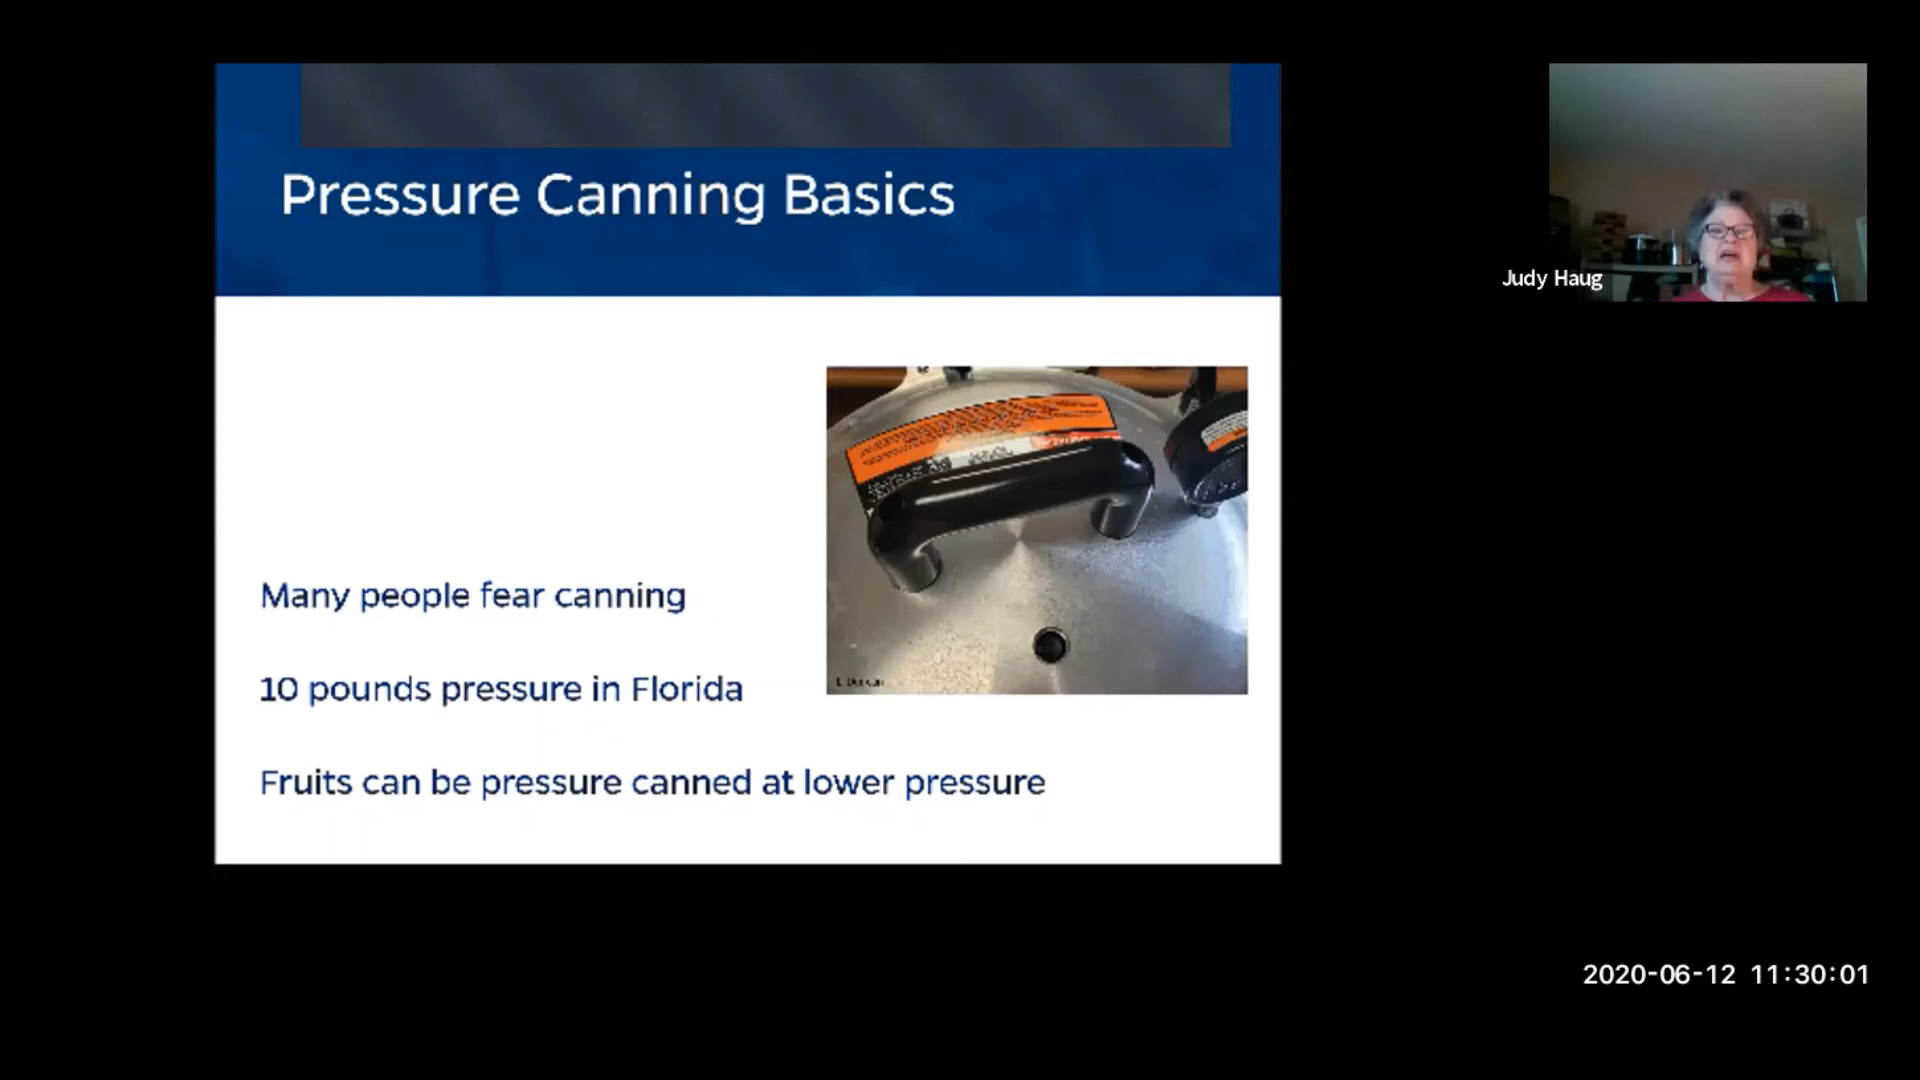 Pressure Canning Basics
Judy Haug
Many people fear canning
10 pounds pressure in Florida
Fruits can be pressure canned at lower pressure
2020-06-12 11:30:01